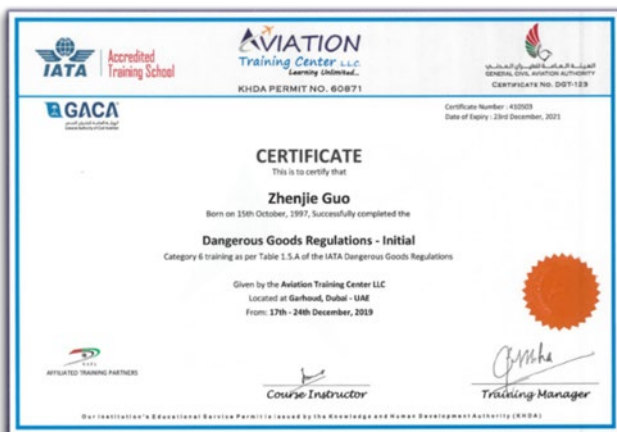 IATA
Accredited
Training School
AVIATION
Training Center LLC
Learning Unlimited...
KHDA PERMIT NO. 60871
الهيئة العامة للطيران المدني
GENERAL CIVIL AVIATION AUTHORITY
CERTIFICATE No. DGT-123
GACA
Certificate Number : 410503
Date of Expiry : 23rd December, 2021
CERTIFICATE
This is to certify that
Zhenjie Guo
Born on 15th October, 1997, Successfully completed the
Dangerous Goods Regulations - Initial
Category 6 training as per Table 1.5.A of the IATA Dangerous Goods Regulations
Given by the Aviation Training Center LLC
Located at Garhoud, Dubai - UAE
From: 17th - 24th December, 2019
AFFILIATED TRAINING PARTNERS
Course Instructor
Training Manager
Our Institution's Educational Service Permit is issued by the Knowledge and Human Development Authority (KHDA)